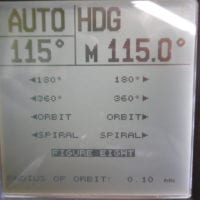 AUTO HDG
115° M 115.0°
◄180° 180°►
◄360° 360°►
◄ORBIT ORBIT►
◄SPIRAL SPIRAL►
FIGURE EIGHT
RADIUS OF ORBIT: 0.10